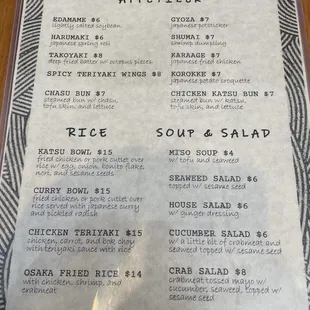 APPETIZER
EDAMAME $6
lightly salted soybean
HARUMAKI $6
japanese spring roll
TAKOYAKI $8
deep fried batter w/ octopus pieces
SPICY TERIYAKI WINGS $8
CHASU BUN $7
steamed bun w/ chasu,
tofu skin, and lettuce
GYOZA $7
japanese potsticker
SHUMAI $7
shrimp dumpling
KARAAGE $7
japanese fried chicken
KOROKKE $7
japanese potato croquette
CHICKEN KATSU BUN $7
steamed bun w/ katsu,
tofu skin, and lettuce
RICE
KATSU BOWL $15
fried chicken or pork cutlet over
rice w/ egg, onion, bonito flake,
nori, and sesame seeds
CURRY BOWL $15
fried chicken or pork over
rice served with japanese curry
and pickled radish
CHICKEN TERIYAKI $15
chicken, carrot, and bok choy
with teriyaki sauce with rice
OSAKA FRIED RICE $14
with chicken, shrimp, and
crabmeat
SOUP & SALAD
MISO SOUP $4
w/ tofu and seaweed
SEAWEED SALAD $6
topped w/ sesame seed
HOUSE SALAD $6
w/ ginger dressing
CUCUMBER SALAD $6
w/ a little bit of crabmeat and
seaweed topped w/ sesame
seed
CRAB SALAD $8
crabmeat tossed mayo w/
cucumber, seaweed, topped w/
sesame seed